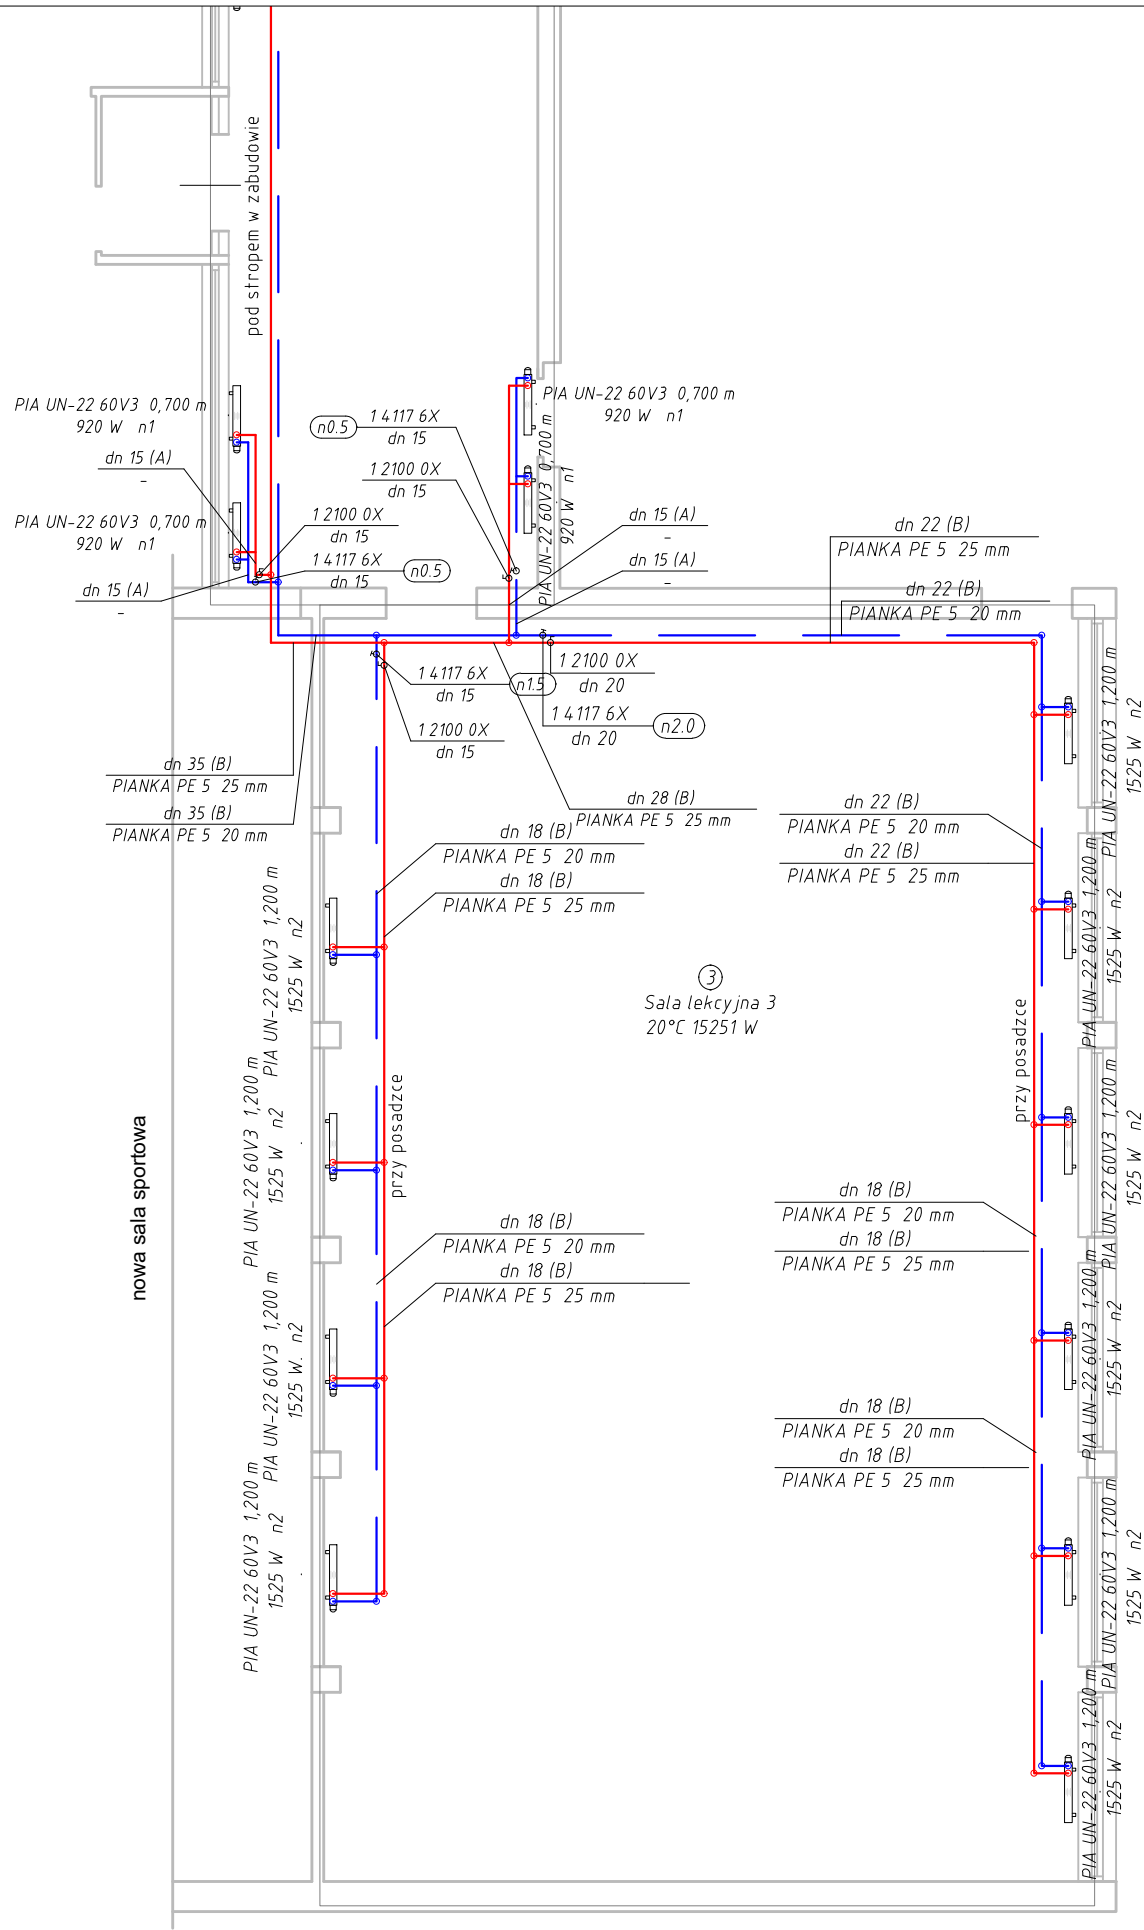 pod stropem w zabudowie
PIA UN-22 60V3 0,700 m
920 W n1
dn 15 (A)
-
PIA UN-22 60V3 0,700 m
920 W n1
dn 15 (A)
-
1 2100 0X
dn 15
1 4117 6X
dn 15
n0.5
n0.5
1 4117 6X
dn 15
1 2100 0X
dn 15
PIA UN-22 60V3 0,700 m
920 W n1
PIA UN-22 60V3 0,700 m
920 W n1
dn 15 (A)
-
dn 15 (A)
-
dn 22 (B)
PIANKA PE 5 25 mm
dn 22 (B)
PIANKA PE 5 20 mm
1 4117 6X
dn 15
n1.5
1 2100 0X
dn 15
1 2100 0X
dn 20
1 4117 6X
dn 20
n2.0
dn 35 (B)
PIANKA PE 5 25 mm
dn 35 (B)
PIANKA PE 5 20 mm
dn 28 (B)
PIANKA PE 5 25 mm
dn 18 (B)
PIANKA PE 5 20 mm
dn 18 (B)
PIANKA PE 5 25 mm
dn 22 (B)
PIANKA PE 5 20 mm
dn 22 (B)
PIANKA PE 5 25 mm
3
Sala lekcyjna 3
20°C 15251 W
przy posadzce
przy posadzce
nowa sala sportowa
dn 18 (B)
PIANKA PE 5 20 mm
dn 18 (B)
PIANKA PE 5 25 mm
dn 18 (B)
PIANKA PE 5 20 mm
dn 18 (B)
PIANKA PE 5 25 mm
dn 18 (B)
PIANKA PE 5 20 mm
dn 18 (B)
PIANKA PE 5 25 mm
PIA UN-22 60V3 1,200 m
1525 W n2
PIA UN-22 60V3 1,200 m
1525 W n2
PIA UN-22 60V3 1,200 m
1525 W. n2
PIA UN-22 60V3 1,200 m
1525 W n2
PIA UN-22 60V3 1,200 m
1525 W n2
PIA UN-22 60V3 1,200 m
1525 W n2
PIA UN-22 60V3 1,200 m
1525 W n2
PIA UN-22 60V3 1,200 m
1525 W n2
PIA UN-22 60V3 1,200 m
1525 W n2
PIA UN-22 60V3 1,200 m
1525 W n2